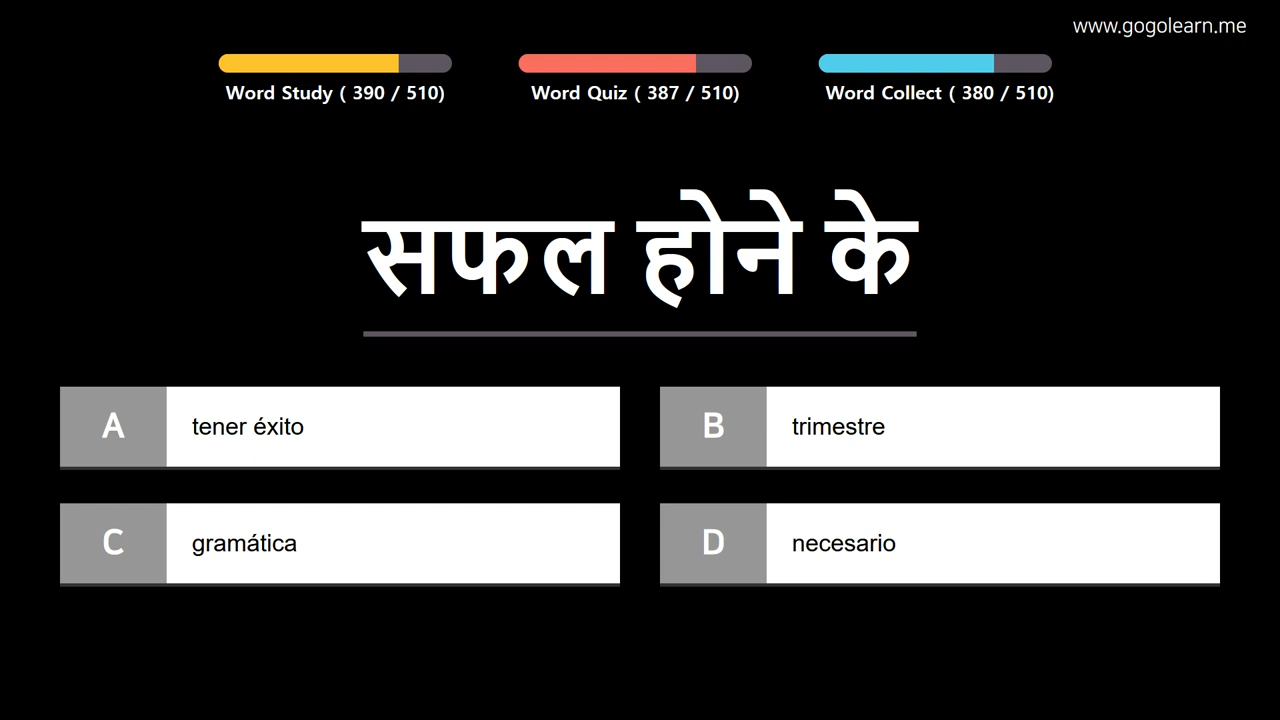 www.gogolearn.me
Word Study ( 390 / 510)
Word Quiz ( 387 / 510)
Word Collect ( 380 / 510)
सफल होने के
A
tener éxito
B
trimestre
C
gramática
D
necesario